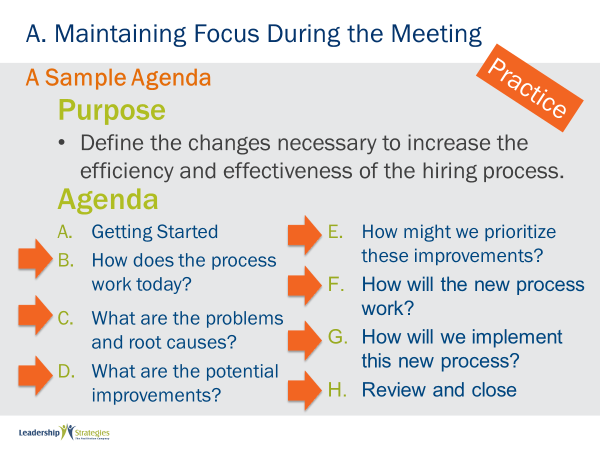 A. Maintaining Focus During the Meeting
A Sample Agenda
Practice
Purpose
• Define the changes necessary to increase the
efficiency and effectiveness of the hiring process.
Agenda
A. Getting Started
B. How does the process
work today?
C. What are the problems
and root causes?
D. What are the potential
improvements?
E. How might we prioritize
these improvements?
F. How will the new process
work?
G. How will we implement
this new process?
H. Review and close
Leadership Strategies
The Facilitation Company